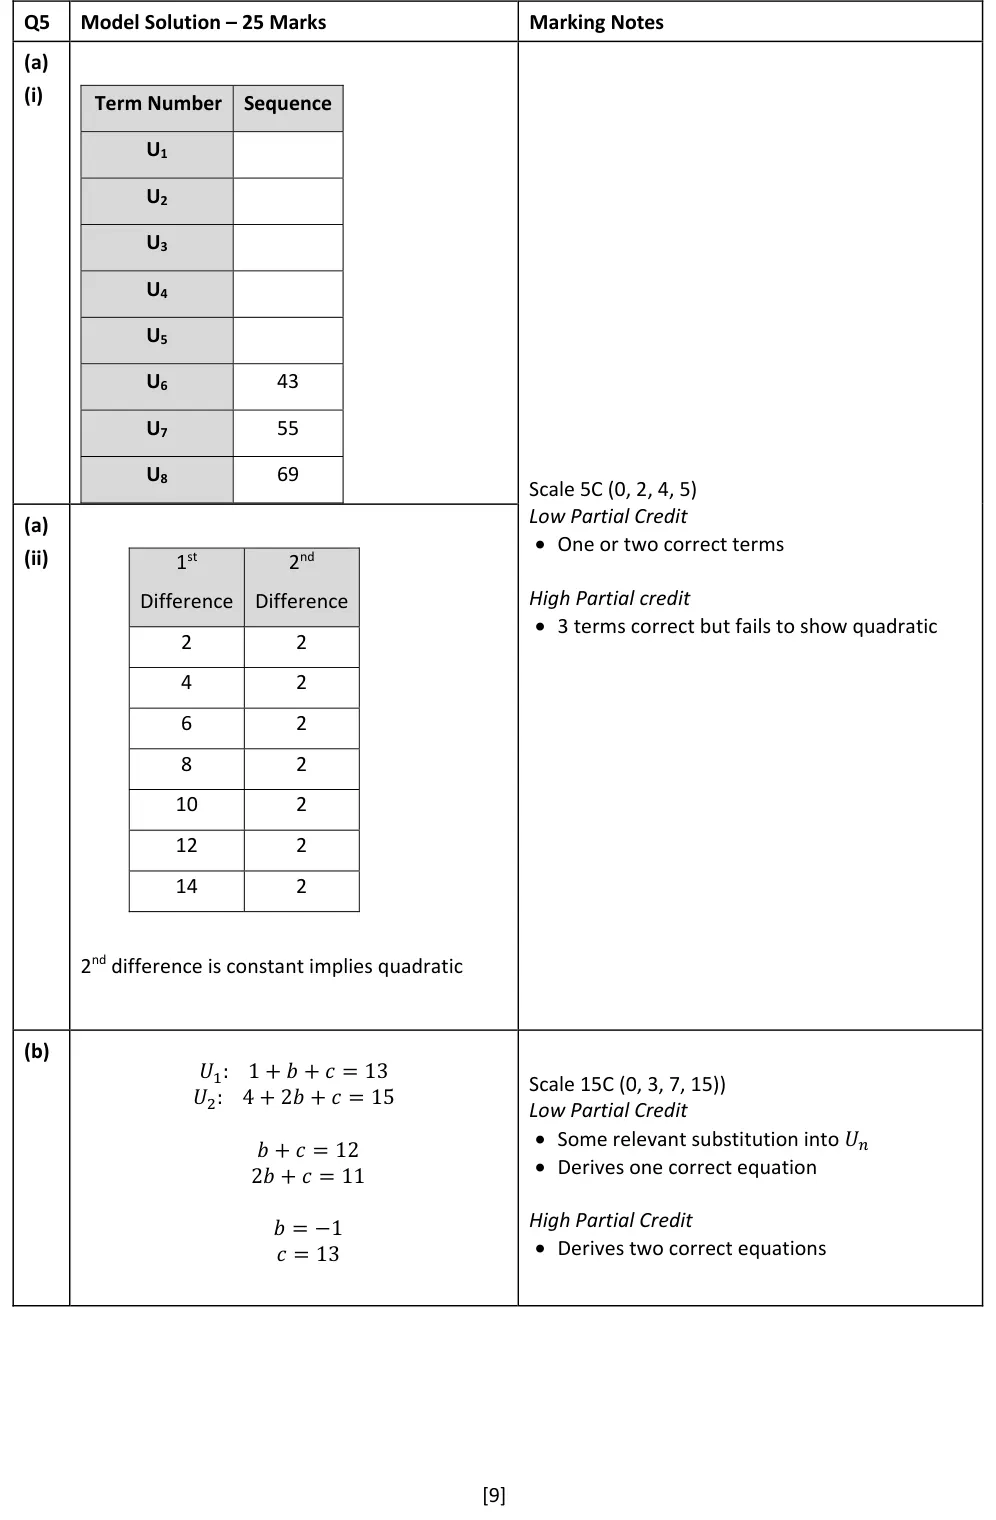 Q5 Model Solution – 25 Marks Marking Notes
(a)
(i)
Term Number Sequence
U₁
U₂
U₃
U₄
U₅
U₆ 43
U₇ 55
U₈ 69
Scale 5C (0, 2, 4, 5)
Low Partial Credit
• One or two correct terms
High Partial credit
• 3 terms correct but fails to show quadratic
(a)
(ii)
1st Difference 2nd Difference
2 2
4 2
6 2
8 2
10 2
12 2
14 2
2nd difference is constant implies quadratic
(b)
U₁: 1 + b + c = 13
U₂: 4 + 2b + c = 15
b + c = 12
2b + c = 11
b = −1
c = 13
Scale 15C (0, 3, 7, 15))
Low Partial Credit
• Some relevant substitution into Uₙ
• Derives one correct equation
High Partial Credit
• Derives two correct equations
[9]